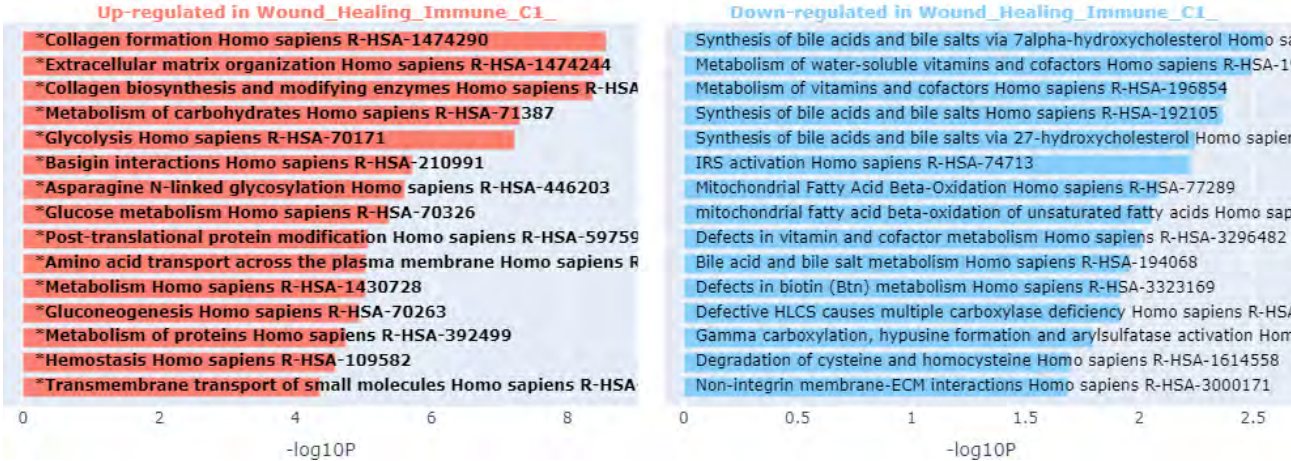 Up-regulated in Wound_Healing_Immune_C1_
*Collagen formation Homo sapiens R-HSA-1474290
*Extracellular matrix organization Homo sapiens R-HSA-1474244
*Collagen biosynthesis and modifying enzymes Homo sapiens R-HSA
*Metabolism of carbohydrates Homo sapiens R-HSA-71387
*Glycolysis Homo sapiens R-HSA-70171
*Basigin interactions Homo sapiens R-HSA-210991
*Asparagine N-linked glycosylation Homo sapiens R-HSA-446203
*Glucose metabolism Homo sapiens R-HSA-70326
*Post-translational protein modification Homo sapiens R-HSA-59759
*Amino acid transport across the plasma membrane Homo sapiens R
*Metabolism Homo sapiens R-HSA-1430728
*Gluconeogenesis Homo sapiens R-HSA-70263
*Metabolism of proteins Homo sapiens R-HSA-392499
*Hemostasis Homo sapiens R-HSA-109582
*Transmembrane transport of small molecules Homo sapiens R-HSA-
0 2 4 6 8
-log10P
Down-regulated in Wound_Healing_Immune_C1_
Synthesis of bile acids and bile salts via 7alpha-hydroxycholesterol Homo sa
Metabolism of water-soluble vitamins and cofactors Homo sapiens R-HSA-19
Metabolism of vitamins and cofactors Homo sapiens R-HSA-196854
Synthesis of bile acids and bile salts Homo sapiens R-HSA-192105
Synthesis of bile acids and bile salts via 27-hydroxycholesterol Homo sapien
IRS activation Homo sapiens R-HSA-74713
Mitochondrial Fatty Acid Beta-Oxidation Homo sapiens R-HSA-77289
mitochondrial fatty acid beta-oxidation of unsaturated fatty acids Homo sap
Defects in vitamin and cofactor metabolism Homo sapiens R-HSA-3296482
Bile acid and bile salt metabolism Homo sapiens R-HSA-194068
Defects in biotin (Btn) metabolism Homo sapiens R-HSA-3323169
Defective HLCS causes multiple carboxylase deficiency Homo sapiens R-HSA
Gamma carboxylation, hypusine formation and arylsulfatase activation Hom
Degradation of cysteine and homocysteine Homo sapiens R-HSA-1614558
Non-integrin membrane-ECM interactions Homo sapiens R-HSA-3000171
0 0.5 1 1.5 2 2.5
-log10P